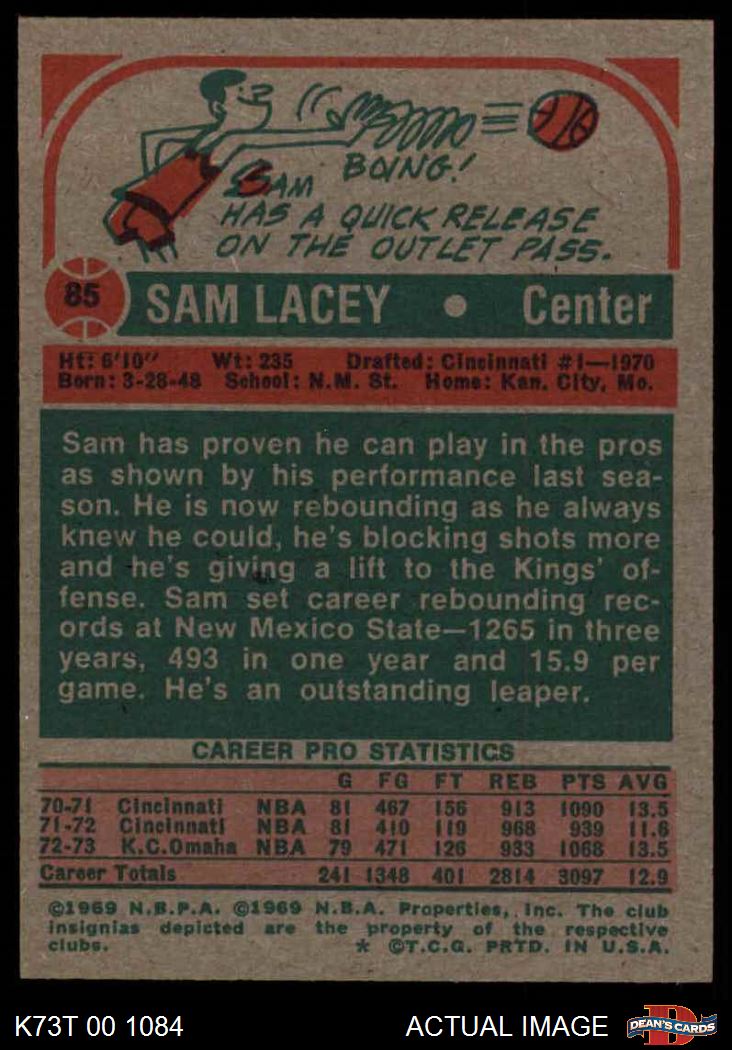 BOING!
SAM
HAS A QUICK RELEASE
ON THE OUTLET PASS.
85 SAM LACEY • Center
Ht: 6'10" Wt: 235 Drafted: Cincinnati #1—1970
Born: 3-28-48 School: N.M. St. Home: Kan. City, Mo.
Sam has proven he can play in the pros
as shown by his performance last sea-
son. He is now rebounding as he always
knew he could, he's blocking shots more
and he's giving a lift to the Kings' of-
fense. Sam set career rebounding rec-
ords at New Mexico State—1265 in three
years, 493 in one year and 15.9 per
game. He's an outstanding leaper.
CAREER PRO STATISTICS
G FG FT REB PTS AVG
70-71 Cincinnati NBA 81 467 156 913 1090 13.5
71-72 Cincinnati NBA 81 410 119 968 939 11.6
72-73 K.C.Omaha NBA 79 471 126 933 1068 13.5
Career Totals 241 1348 401 2814 3097 12.9
©1969 N.B.P.A. ©1969 N.B.A. Properties, Inc. The club
insignias depicted are the property of the respective
clubs. * ©T.C.G. PRTD. IN U.S.A.
K73T 00 1084 ACTUAL IMAGE D DEAN'S CARDS